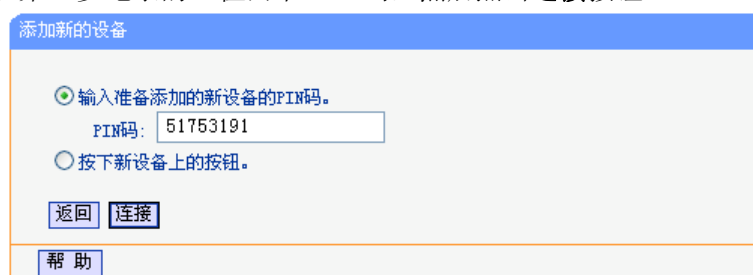 添加新的设备
输入准备添加的新设备的PIN码。
PIN码: 51753191
按下新设备上的按钮。
返回 连接
帮 助